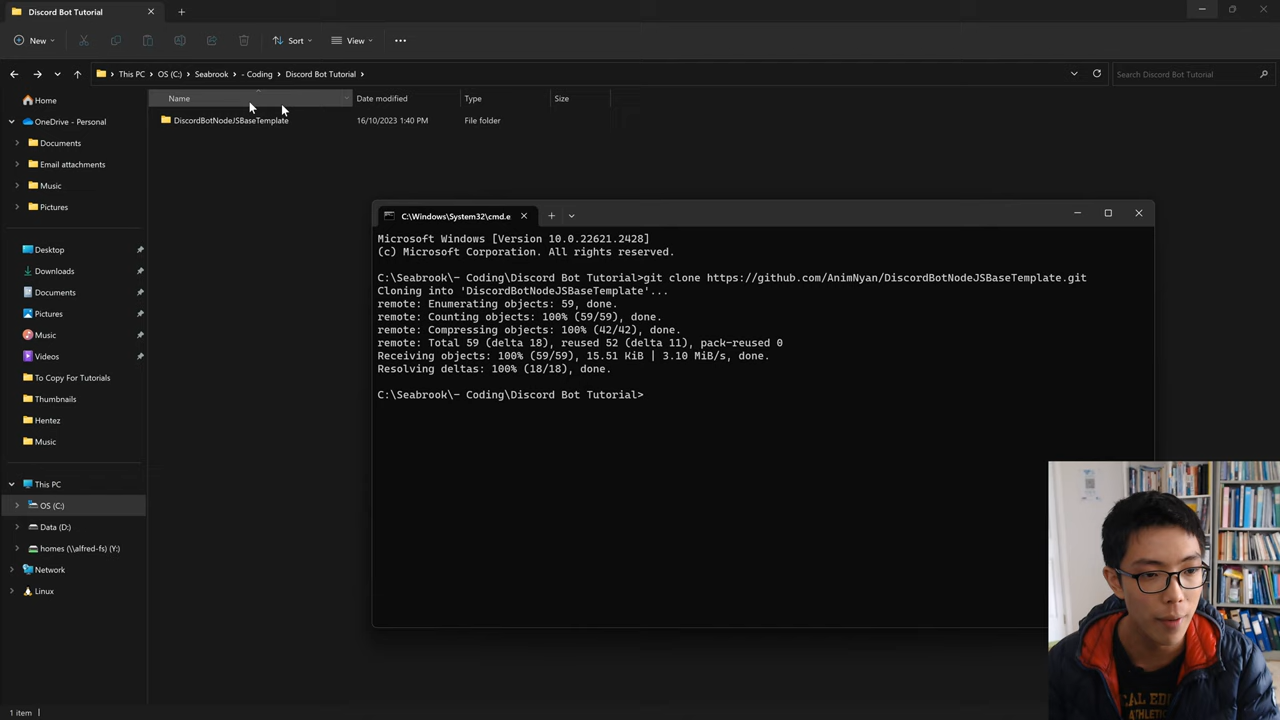 Discord Bot Tutorial
New
Sort
View
This PC > OS (C:) > Seabrook > - Coding > Discord Bot Tutorial >
Search Discord Bot Tutorial
Home
OneDrive - Personal
Documents
Email attachments
Music
Pictures
Desktop
Downloads
Documents
Pictures
Music
Videos
To Copy For Tutorials
Thumbnails
Hentez
Music
This PC
OS (C:)
Data (D:)
homes (\\alfred-fs) (Y:)
Network
Linux
Name Date modified Type Size
DiscordBotNodeJSBaseTemplate 16/10/2023 1:40 PM File folder
C:\Windows\System32\cmd.e
Microsoft Windows [Version 10.0.22621.2428]
(c) Microsoft Corporation. All rights reserved.
C:\Seabrook\- Coding\Discord Bot Tutorial>git clone https://github.com/AnimNyan/DiscordBotNodeJSBaseTemplate.git
Cloning into 'DiscordBotNodeJSBaseTemplate'...
remote: Enumerating objects: 59, done.
remote: Counting objects: 100% (59/59), done.
remote: Compressing objects: 100% (42/42), done.
remote: Total 59 (delta 18), reused 52 (delta 11), pack-reused 0
Receiving objects: 100% (59/59), 15.51 KiB | 3.10 MiB/s, done.
Resolving deltas: 100% (18/18), done.
C:\Seabrook\- Coding\Discord Bot Tutorial>
1 item